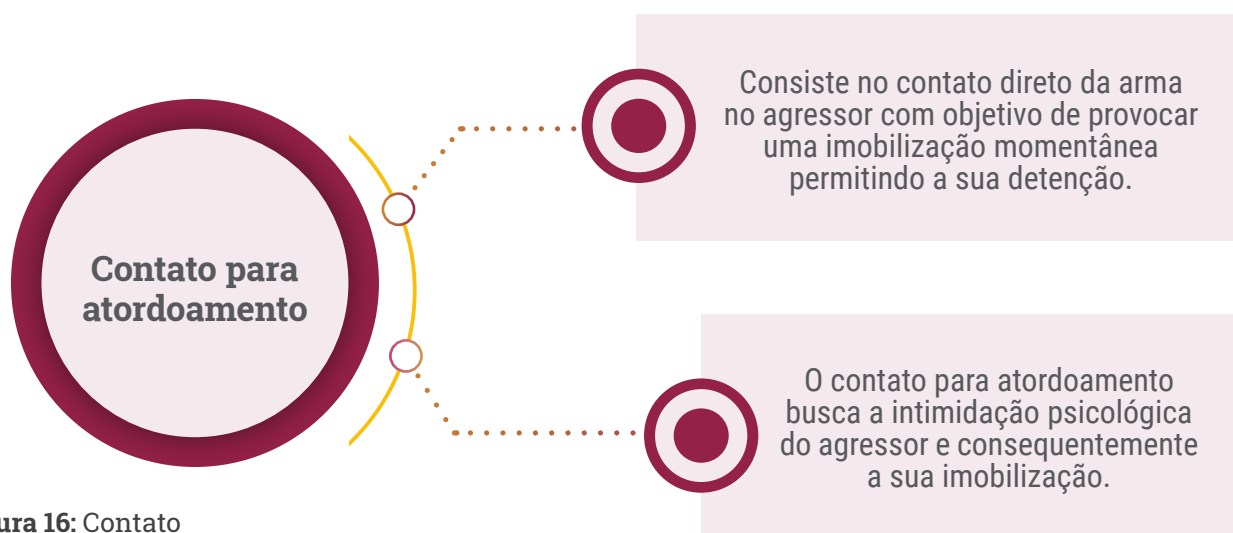 Consiste no contato direto da arma
no agressor com objetivo de provocar
uma imobilização momentânea
permitindo a sua detenção.
Contato para
atordoamento
O contato para atordoamento
busca a intimidação psicológica
do agressor e consequentemente
a sua imobilização.
ura 16: Contato